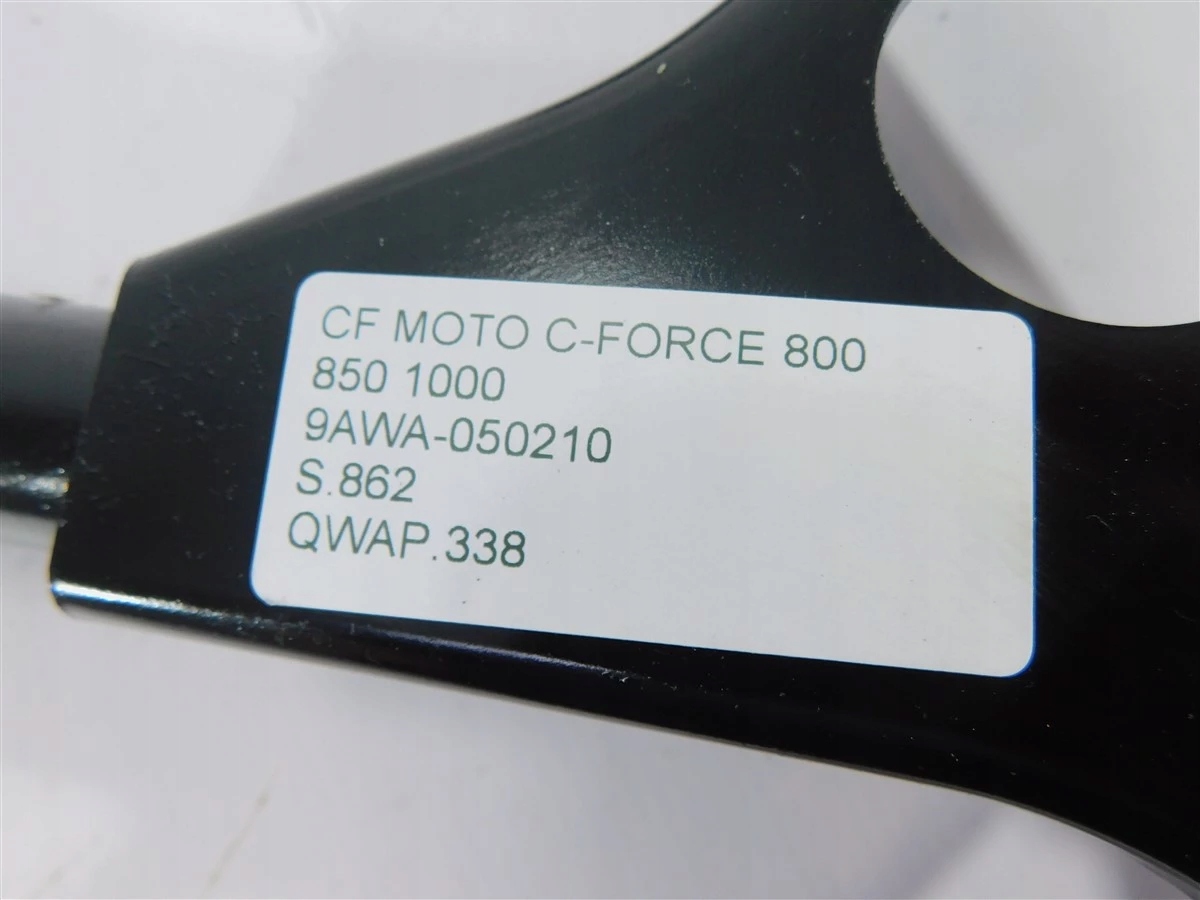 CF MOTO C-FORCE 800
850 1000
9AWA-050210
S.862
QWAP.338